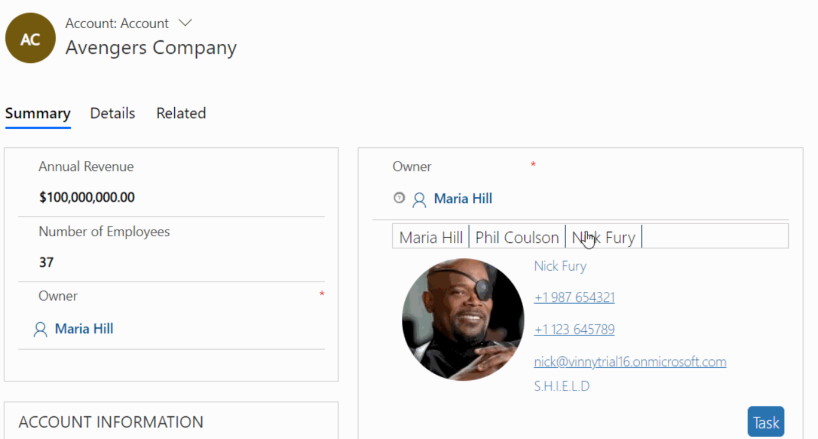 AC
Account: Account
Avengers Company
Summary Details Related
Annual Revenue
$100,000,000.00
Number of Employees
37
Owner *
Maria Hill
ACCOUNT INFORMATION
Owner *
Maria Hill
Maria Hill Phil Coulson Nick Fury
Nick Fury
+1 987 654321
+1 123 645789
nick@vinnytrial16.onmicrosoft.com
S.H.I.E.L.D
Task